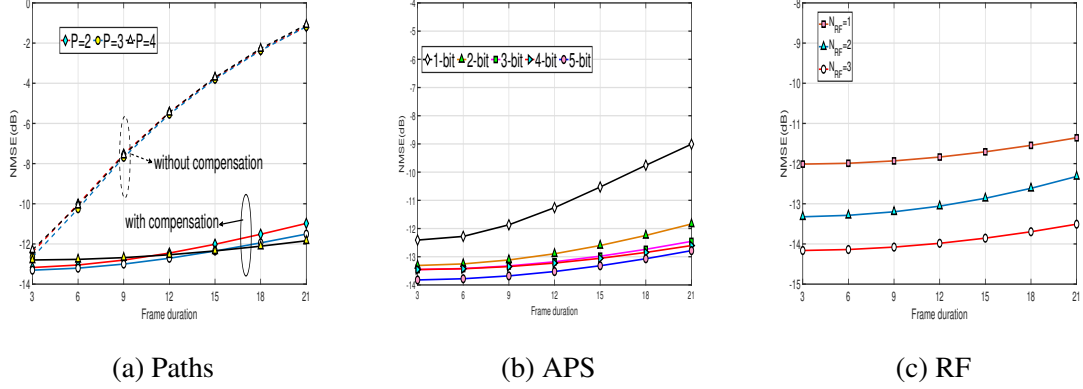 0
-2
-4
-6
-8
-10
-12
-14
NMSE(dB)
P=2 P=3 P=4
without compensation
with compensation
3 6 9 12 15 18 21
Frame duration
(a) Paths
-4
-5
-6
-7
-8
-9
-10
-11
-12
-13
-14
NMSE(dB)
1-bit 2-bit 3-bit 4-bit 5-bit
3 6 9 12 15 18 21
Frame duration
(b) APS
-8
-9
-10
-11
-12
-13
-14
-15
NMSE(dB)
N_RF=1
N_RF=2
N_RF=3
3 6 9 12 15 18 21
Frame duration
(c) RF